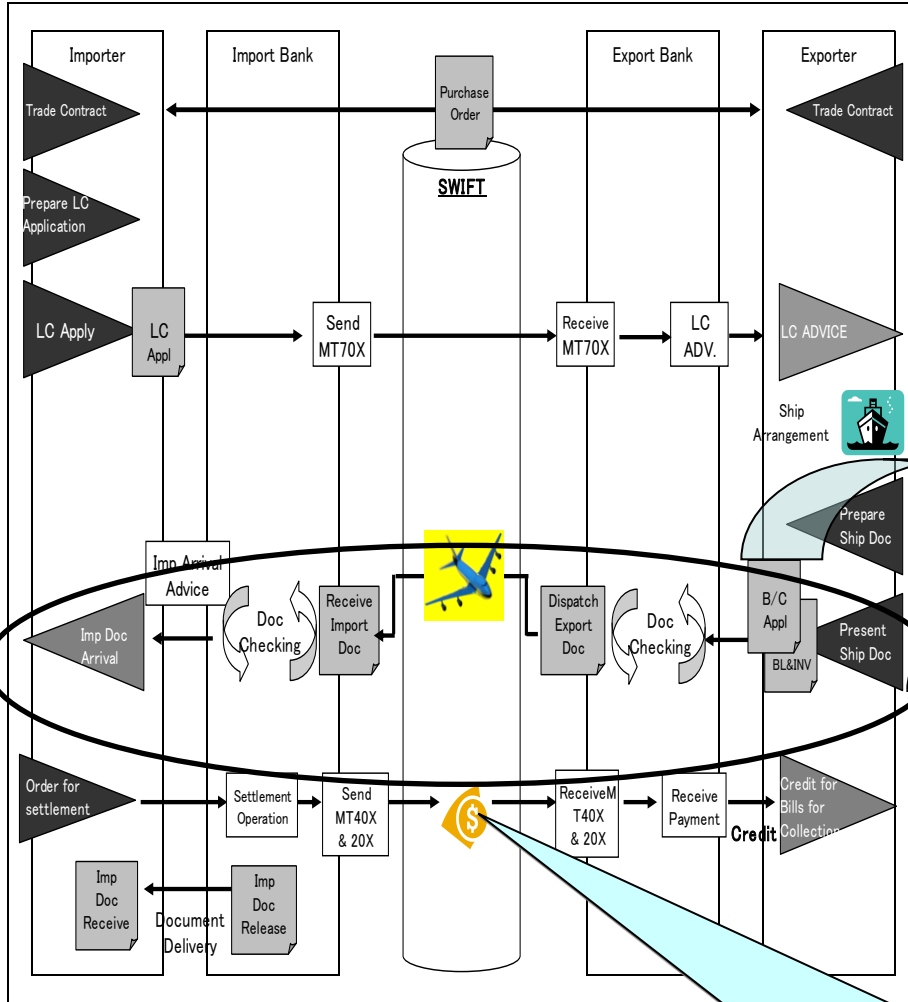 Importer
Import Bank
Export Bank
Exporter
Trade Contract
Purchase
Order
Trade Contract
SWIFT
Prepare LC
Application
LC Apply
LC
Appl
Send
MT70X
Receive
MT70X
LC
ADV.
LC ADVICE
Ship
Arrangement
Prepare
Ship Doc
Imp Arrival
Advice
Imp Doc
Arrival
Doc
Checking
Receive
Import
Doc
Dispatch
Export
Doc
Doc
Checking
B/C
Appl
BL&INV
Present
Ship Doc
Order for
settlement
Settlement
Operation
Send
MT40X
& 20X
$
ReceiveM
T40X
& 20X
Receive
Payment
Credit
Credit for
Bills for
Collection
Imp
Doc
Receive
Document
Delivery
Imp
Doc
Release